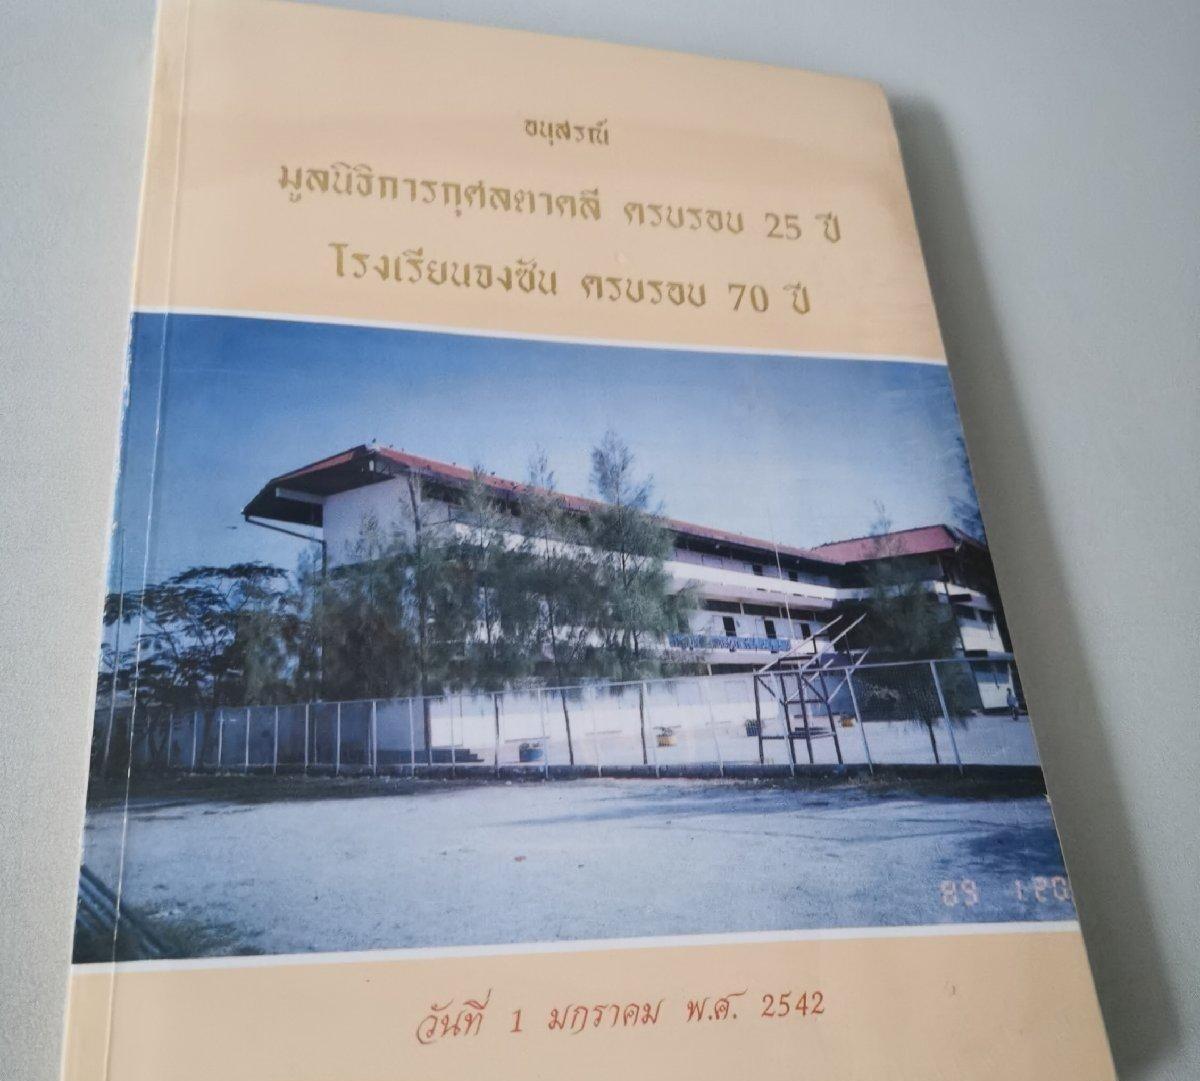 อนุสรณ์
มูลนิธิการกุศลตาคลี ครบรอบ 25 ปี
โรงเรียนจงซัน ครบรอบ 70 ปี
วันที่ 1 มกราคม พ.ศ. 2542